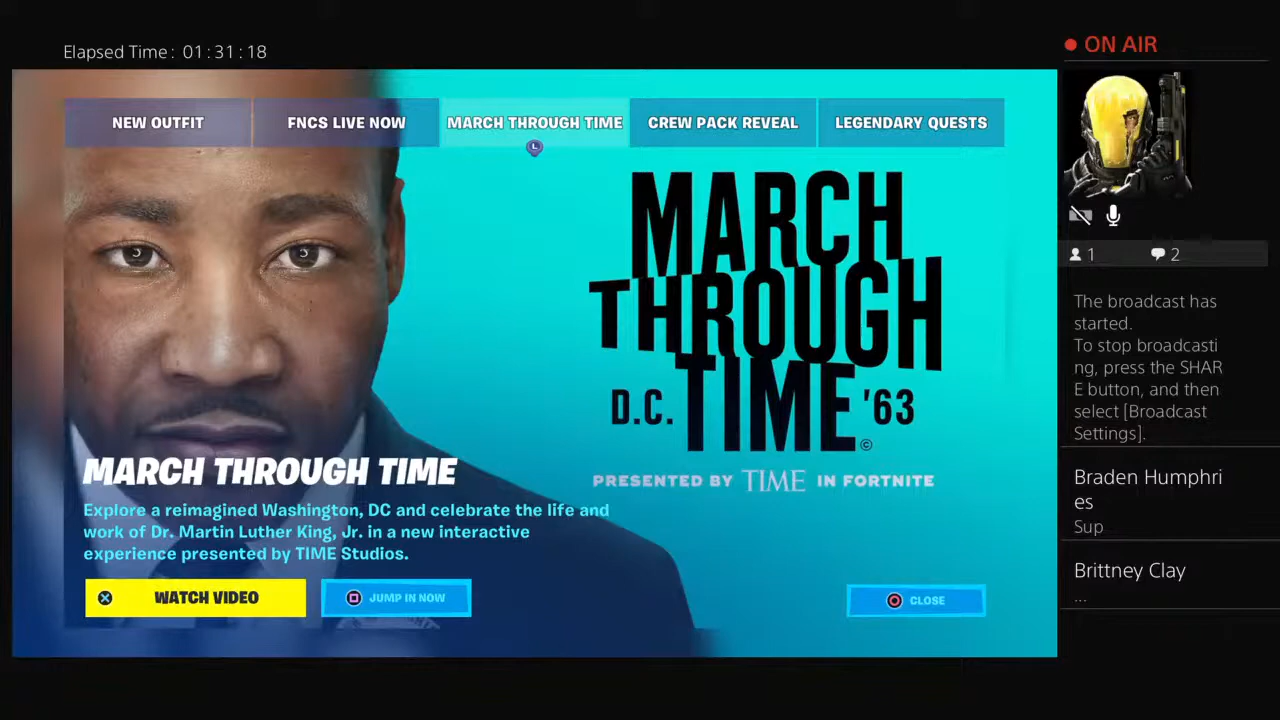 Elapsed Time: 01:31:18
ON AIR
NEW OUTFIT
FNCS LIVE NOW
MARCH THROUGH TIME
CREW PACK REVEAL
LEGENDARY QUESTS
L
MARCH
THROUGH
TIME
D.C.
'63
©
PRESENTED BY TIME IN FORTNITE
MARCH THROUGH TIME
Explore a reimagined Washington, DC and celebrate the life and
work of Dr. Martin Luther King, Jr. in a new interactive
experience presented by TIME Studios.
WATCH VIDEO
JUMP IN NOW
CLOSE
1
2
The broadcast has
started.
To stop broadcasti
ng, press the SHAR
E button, and then
select [Broadcast
Settings].
Braden Humphri
es
Sup
Brittney Clay
...